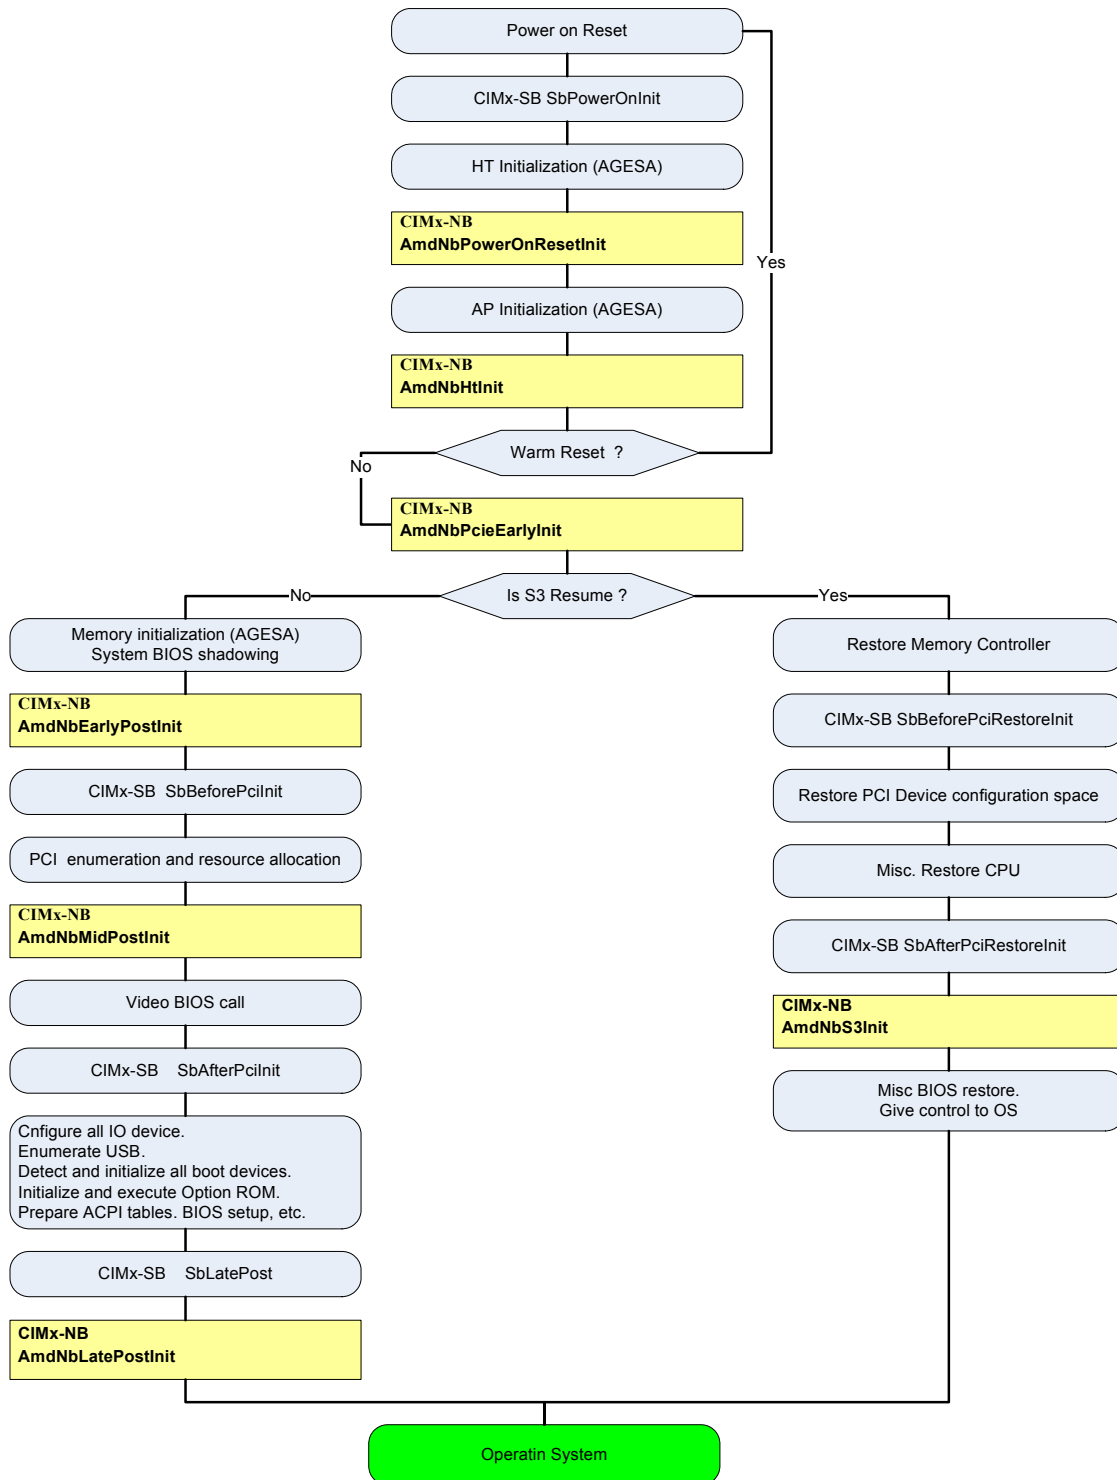 Power on Reset
CIMx-SB SbPowerOnInit
HT Initialization (AGESA)
CIMx-NB
AmdNbPowerOnResetInit
Yes
AP Initialization (AGESA)
CIMx-NB
AmdNbHtInit
Warm Reset ?
No
CIMx-NB
AmdNbPcieEarlyInit
Is S3 Resume ?
No
Yes
Memory initialization (AGESA)
System BIOS shadowing
CIMx-NB
AmdNbEarlyPostInit
CIMx-SB SbBeforePciInit
PCI enumeration and resource allocation
CIMx-NB
AmdNbMidPostInit
Video BIOS call
CIMx-SB SbAfterPciInit
Cnfigure all IO device.
Enumerate USB.
Detect and initialize all boot devices.
Initialize and execute Option ROM.
Prepare ACPI tables. BIOS setup, etc.
CIMx-SB SbLatePost
CIMx-NB
AmdNbLatePostInit
Restore Memory Controller
CIMx-SB SbBeforePciRestoreInit
Restore PCI Device configuration space
Misc. Restore CPU
CIMx-SB SbAfterPciRestoreInit
CIMx-NB
AmdNbS3Init
Misc BIOS restore.
Give control to OS
Operatin System